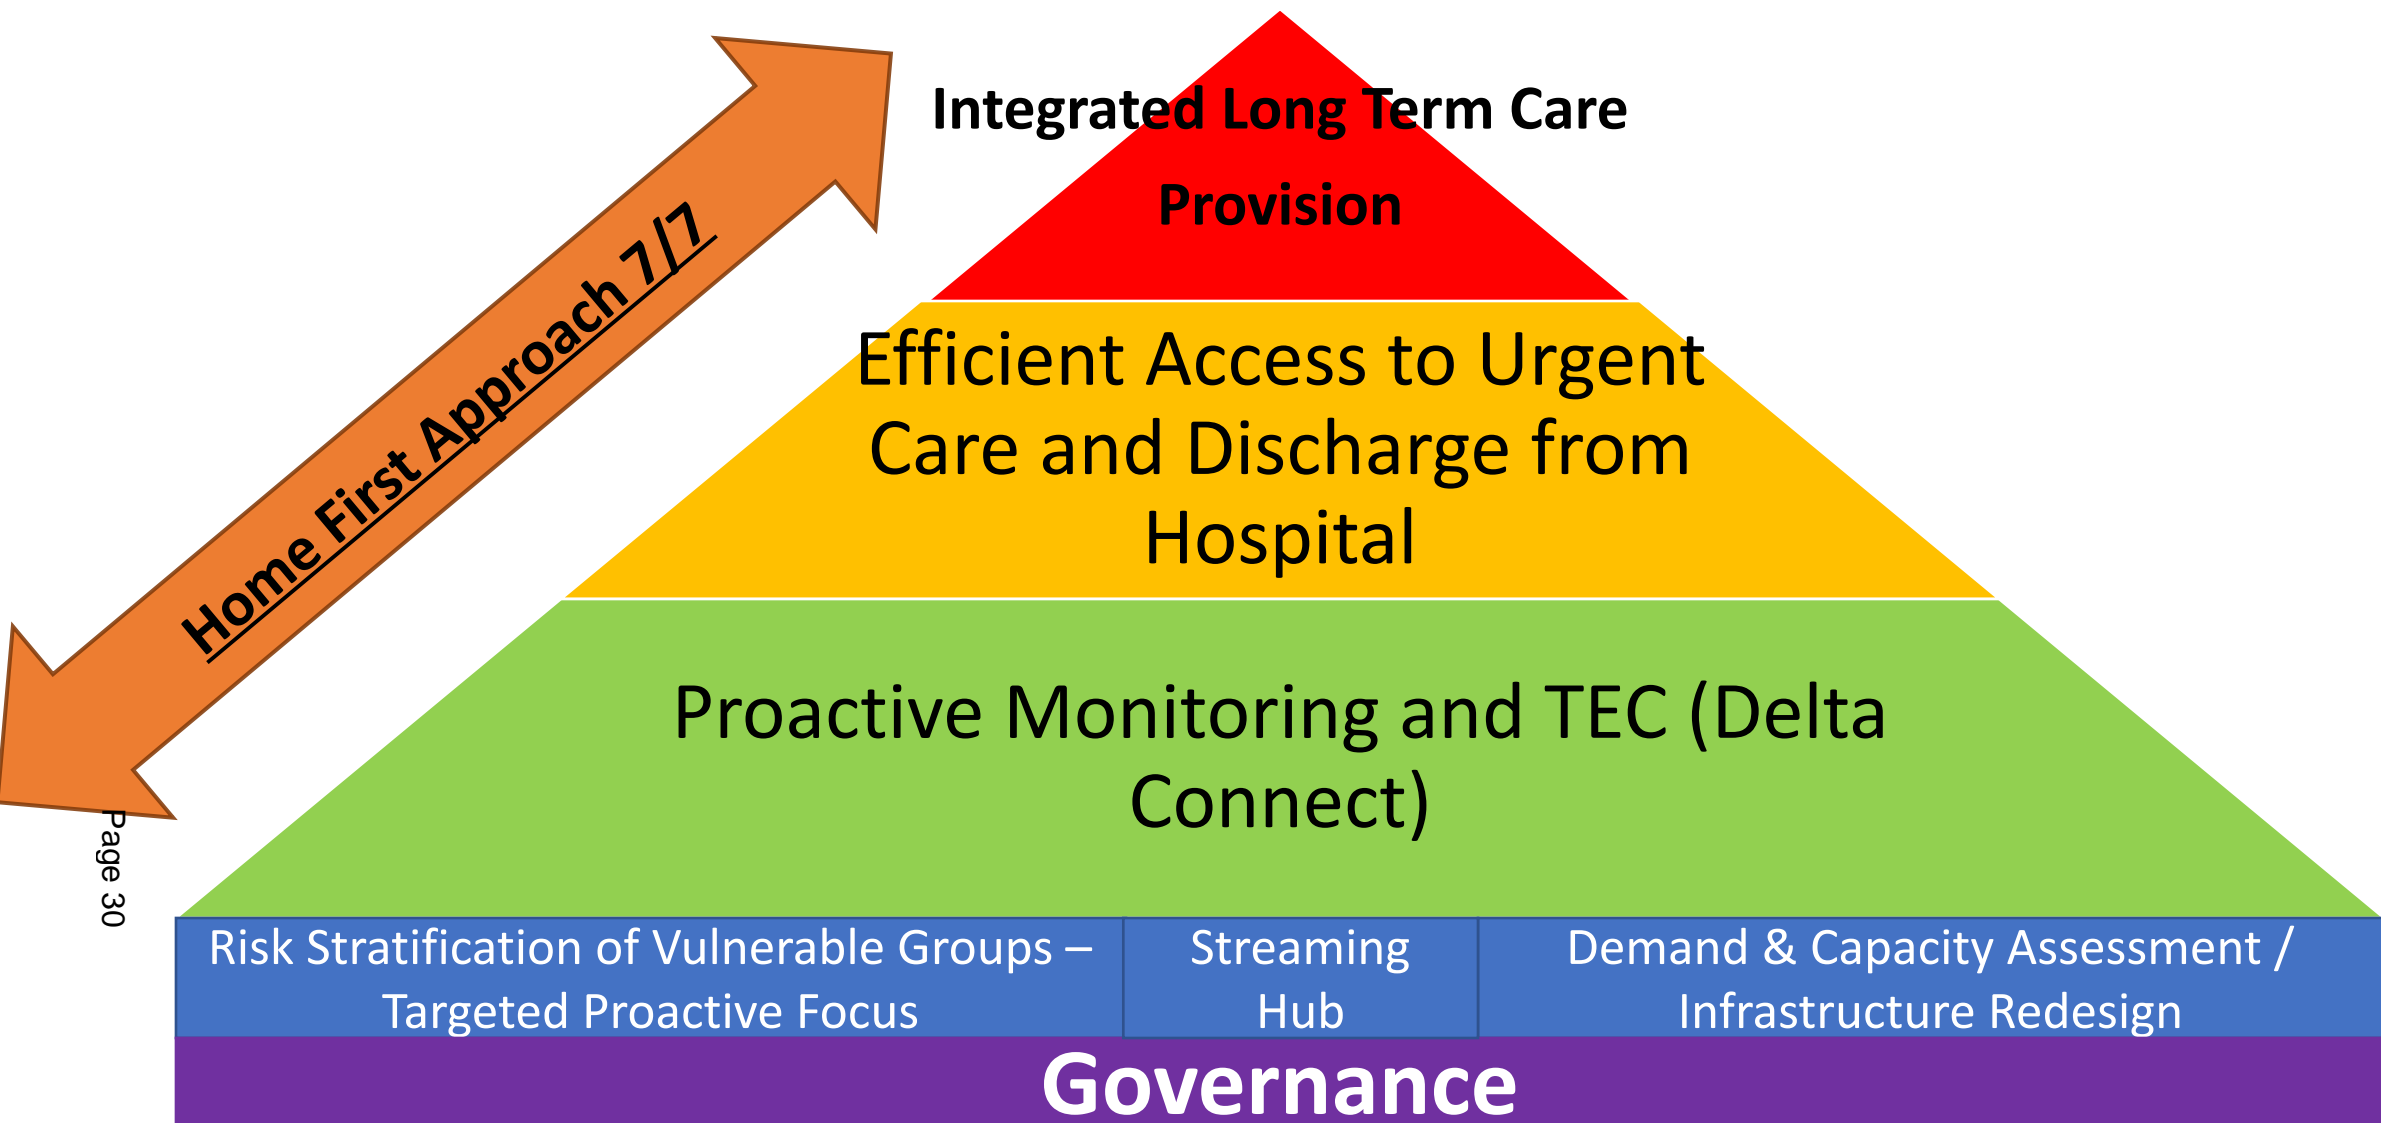 Integrated Long Term Care
Provision
Home First Approach 7/7
Efficient Access to Urgent
Care and Discharge from
Hospital
Proactive Monitoring and TEC (Delta
Connect)
Page 30
Risk Stratification of Vulnerable Groups –
Targeted Proactive Focus
Streaming
Hub
Demand & Capacity Assessment /
Infrastructure Redesign
Governance